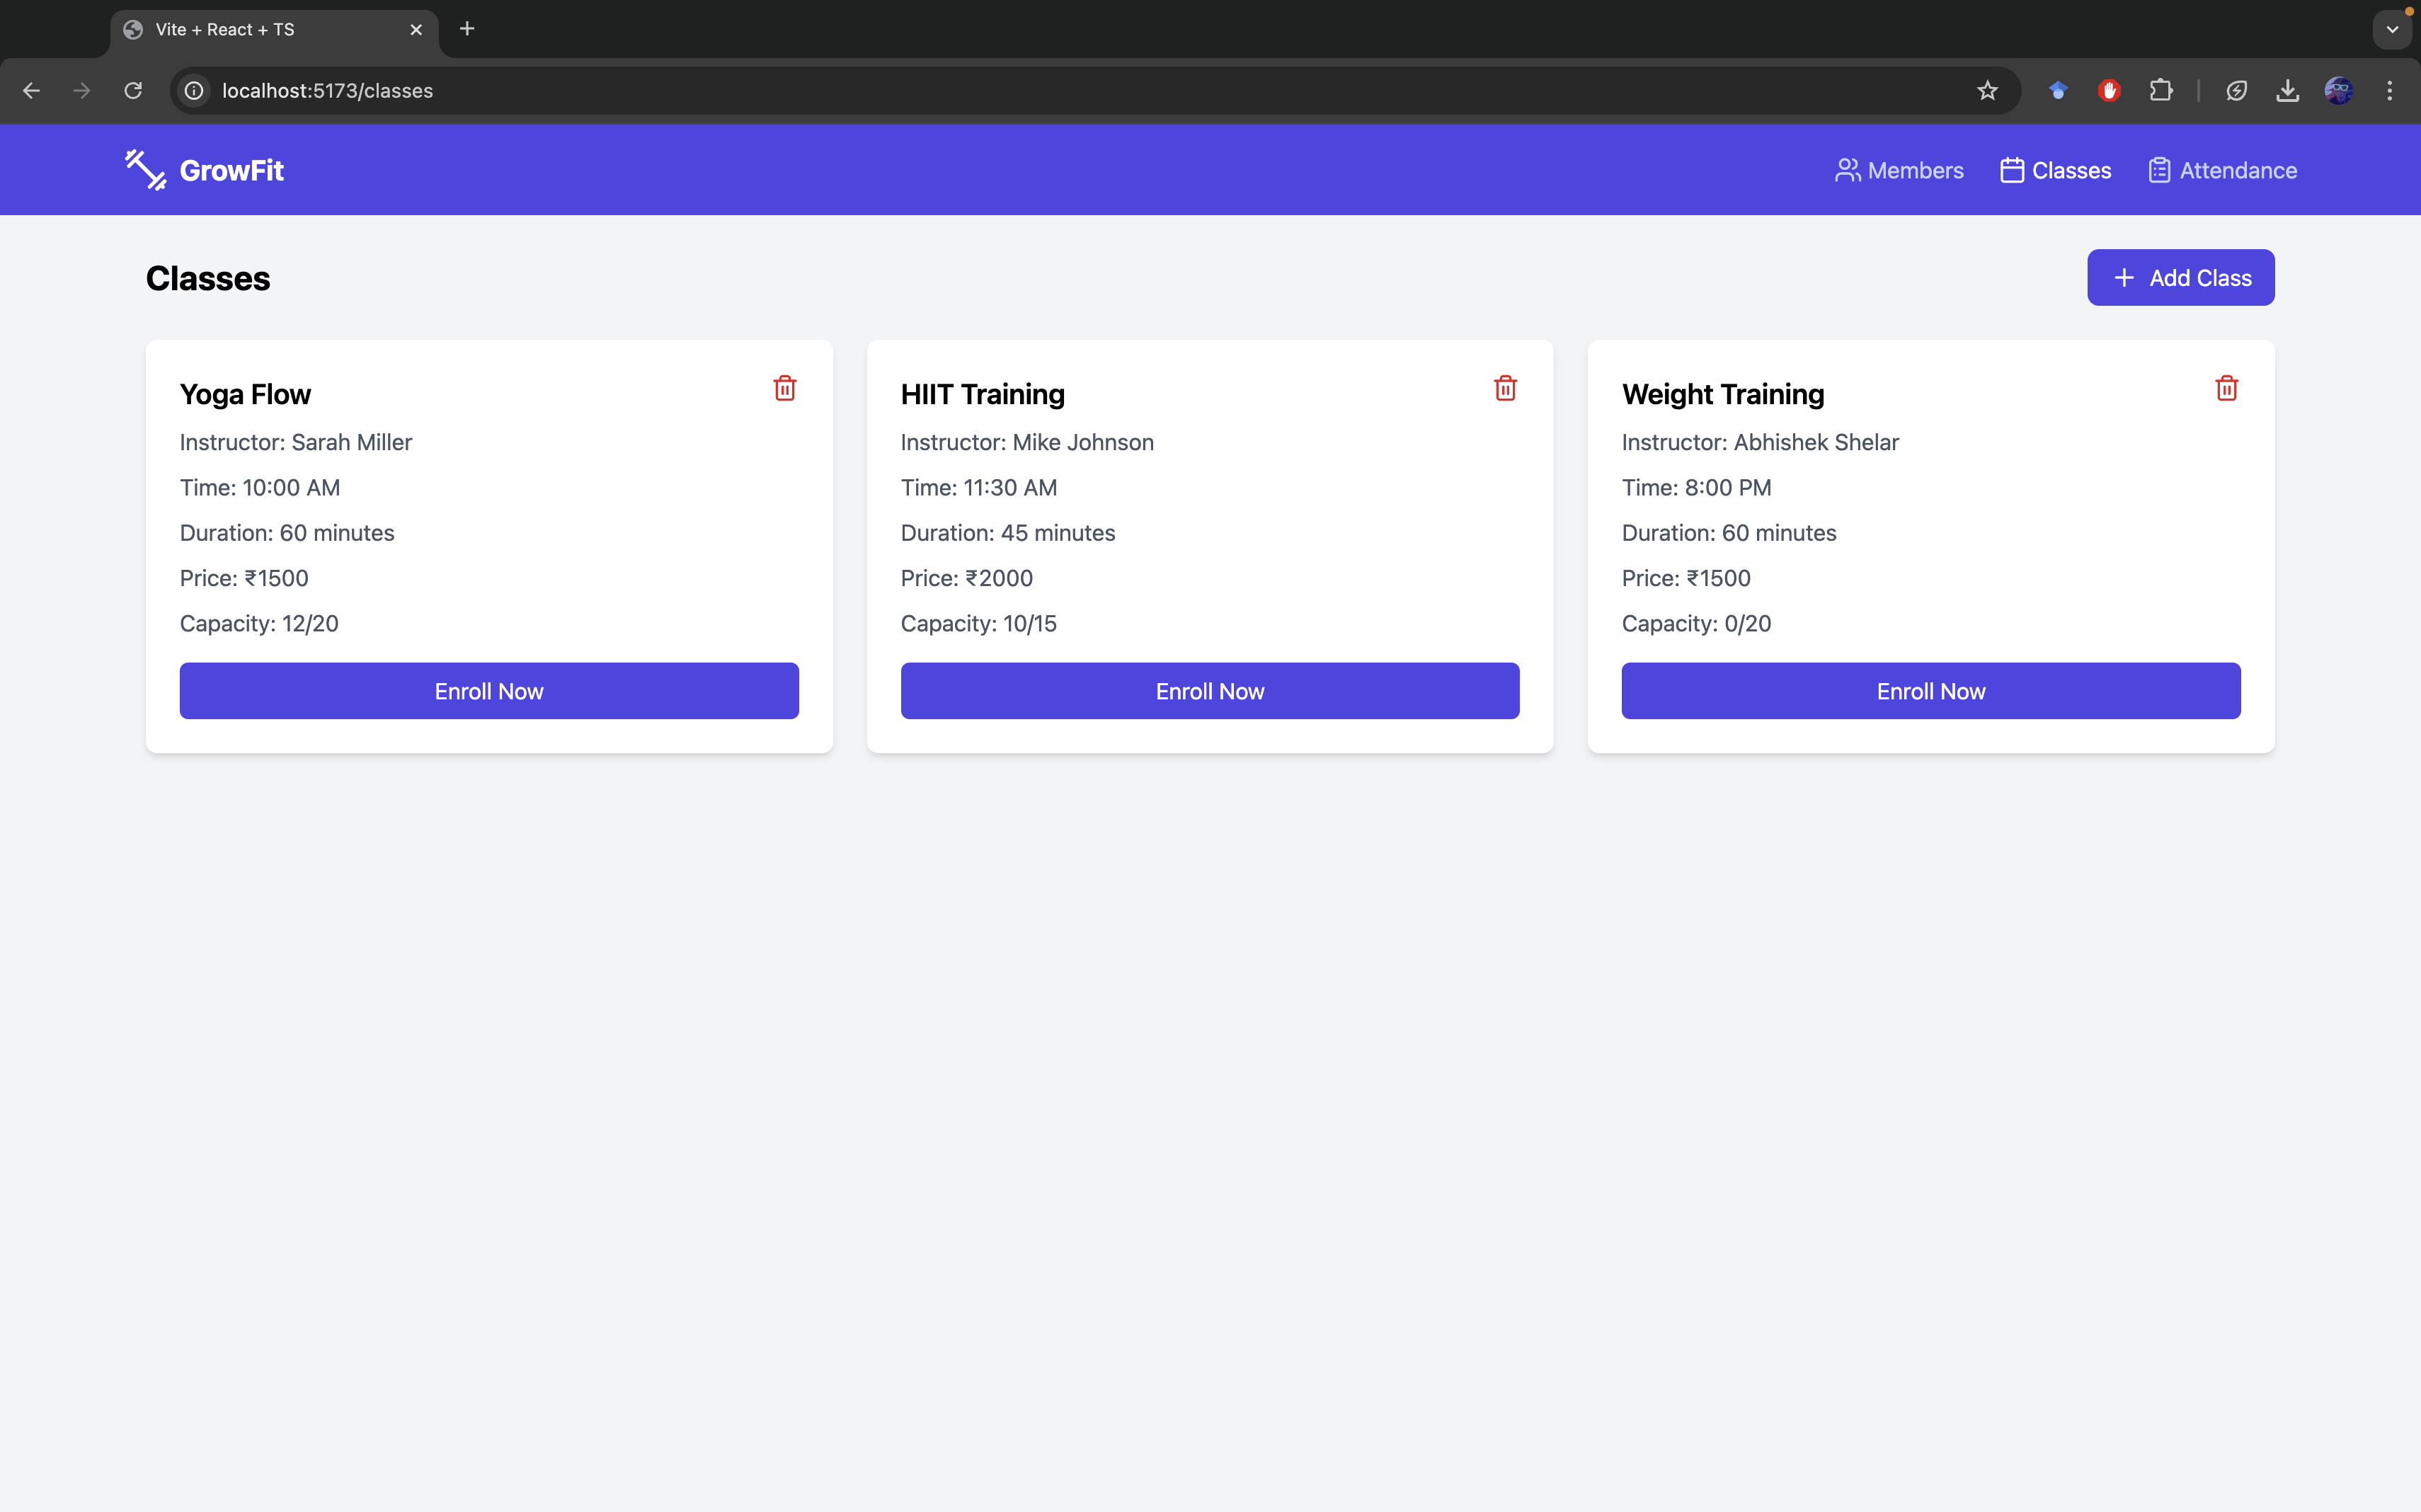 Vite + React + TS
localhost:5173/classes
GrowFit
Members
Classes
Attendance
Classes
Add Class
Yoga Flow
Instructor: Sarah Miller
Time: 10:00 AM
Duration: 60 minutes
Price: ₹1500
Capacity: 12/20
Enroll Now
HIIT Training
Instructor: Mike Johnson
Time: 11:30 AM
Duration: 45 minutes
Price: ₹2000
Capacity: 10/15
Enroll Now
Weight Training
Instructor: Abhishek Shelar
Time: 8:00 PM
Duration: 60 minutes
Price: ₹1500
Capacity: 0/20
Enroll Now